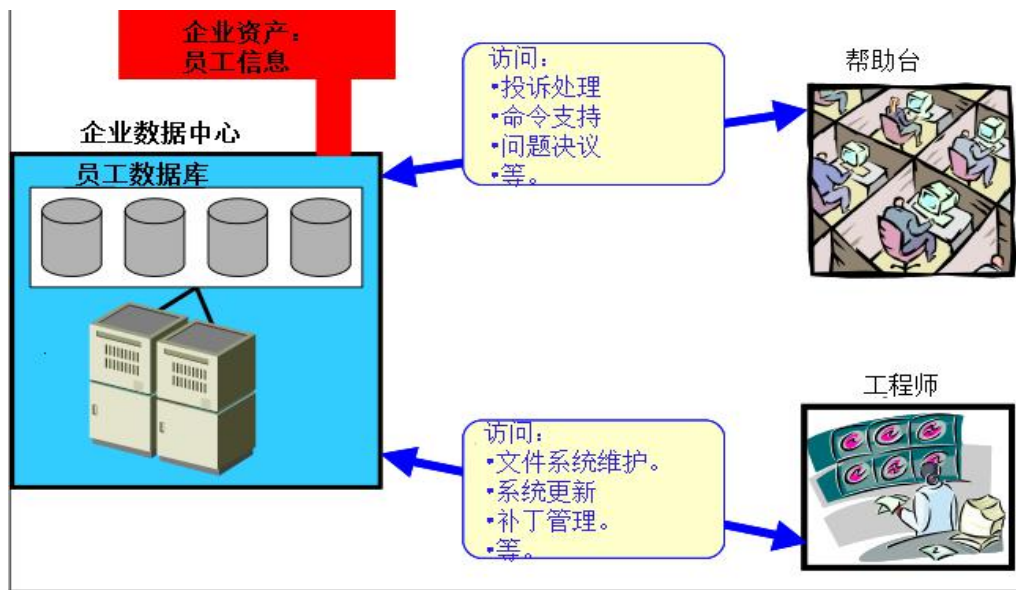 企业资产：
员工信息
企业数据中心
员工数据库
访问：
•投诉处理
•命令支持
•问题决议
•等。
帮助台
访问：
•文件系统维护。
•系统更新
•补丁管理。
•等。
工程师